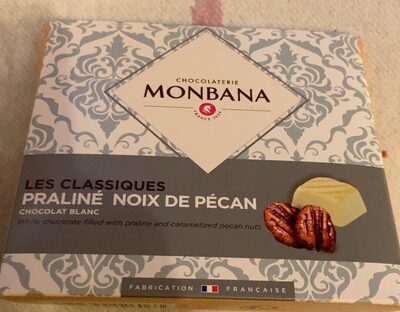 CHOCOLATERIE
MONBANA
FRANCE 1934
LES CLASSIQUES
PRALINÉ NOIX DE PÉCAN
CHOCOLAT BLANC
White chocolate filled with praline and caramelized pecan nuts
FABRICATION FRANÇAISE